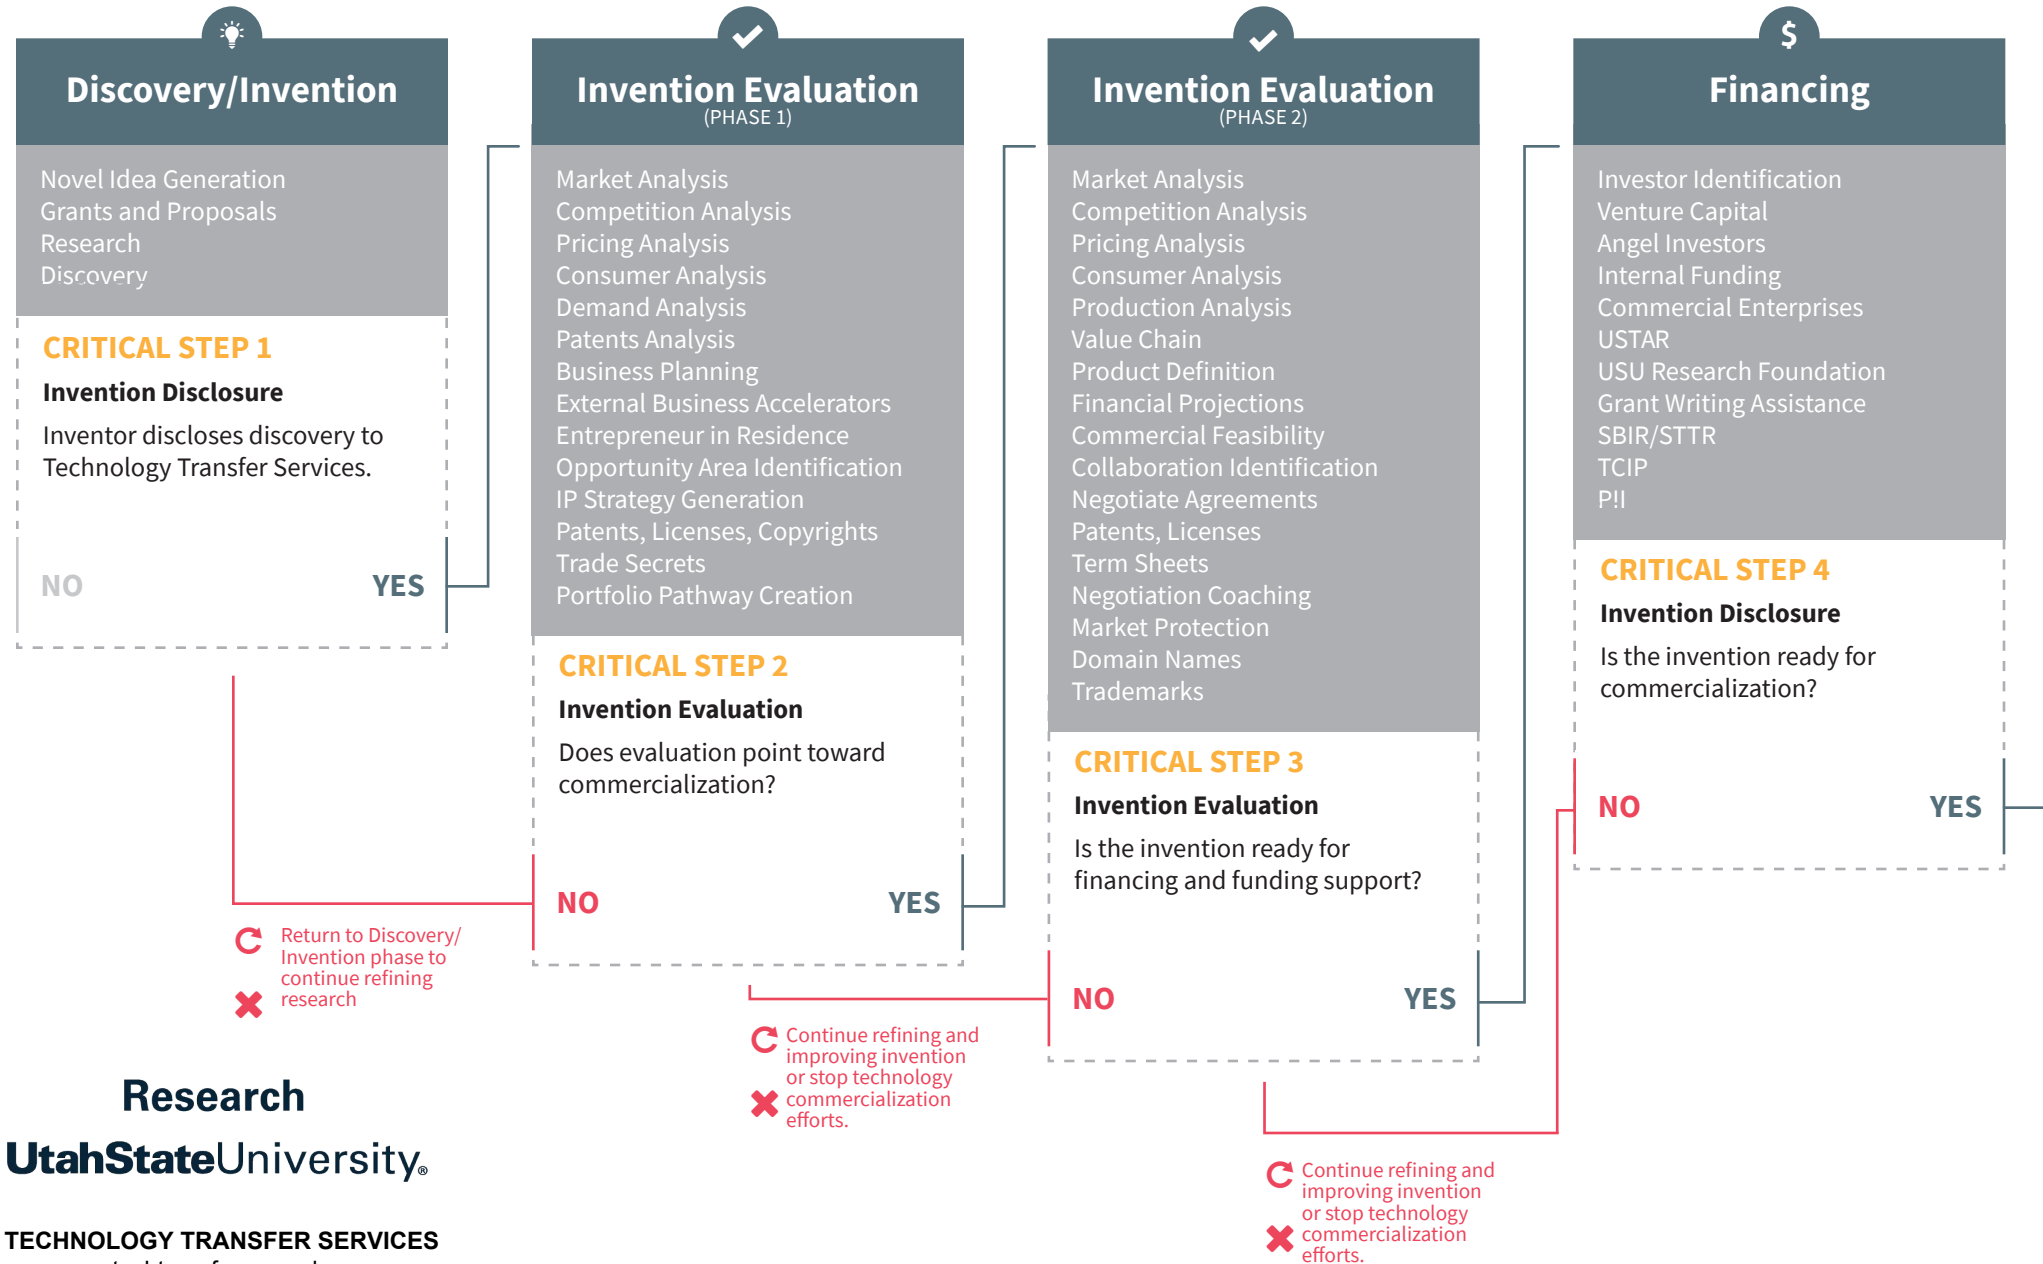 Discovery/Invention
Novel Idea Generation
Grants and Proposals
Research
Discovery
CRITICAL STEP 1
Invention Disclosure
Inventor discloses discovery to
Technology Transfer Services.
NO
YES
Return to Discovery/
Invention phase to
continue refining
research
Invention Evaluation
(PHASE 1)
Market Analysis
Competition Analysis
Pricing Analysis
Consumer Analysis
Demand Analysis
Patents Analysis
Business Planning
External Business Accelerators
Entrepreneur in Residence
Opportunity Area Identification
IP Strategy Generation
Patents, Licenses, Copyrights
Trade Secrets
Portfolio Pathway Creation
CRITICAL STEP 2
Invention Evaluation
Does evaluation point toward
commercialization?
NO
YES
Continue refining and
improving invention
or stop technology
commercialization
efforts.
Invention Evaluation
(PHASE 2)
Market Analysis
Competition Analysis
Pricing Analysis
Consumer Analysis
Production Analysis
Value Chain
Product Definition
Financial Projections
Commercial Feasibility
Collaboration Identification
Negotiate Agreements
Patents, Licenses
Term Sheets
Negotiation Coaching
Market Protection
Domain Names
Trademarks
CRITICAL STEP 3
Invention Evaluation
Is the invention ready for
financing and funding support?
NO
YES
Continue refining and
improving invention
or stop technology
commercialization
efforts.
$
Financing
Investor Identification
Venture Capital
Angel Investors
Internal Funding
Commercial Enterprises
USTAR
USU Research Foundation
Grant Writing Assistance
SBIR/STTR
TCIP
P!I
CRITICAL STEP 4
Invention Disclosure
Is the invention ready for
commercialization?
NO
YES
Research
UtahStateUniversity®
TECHNOLOGY TRANSFER SERVICES